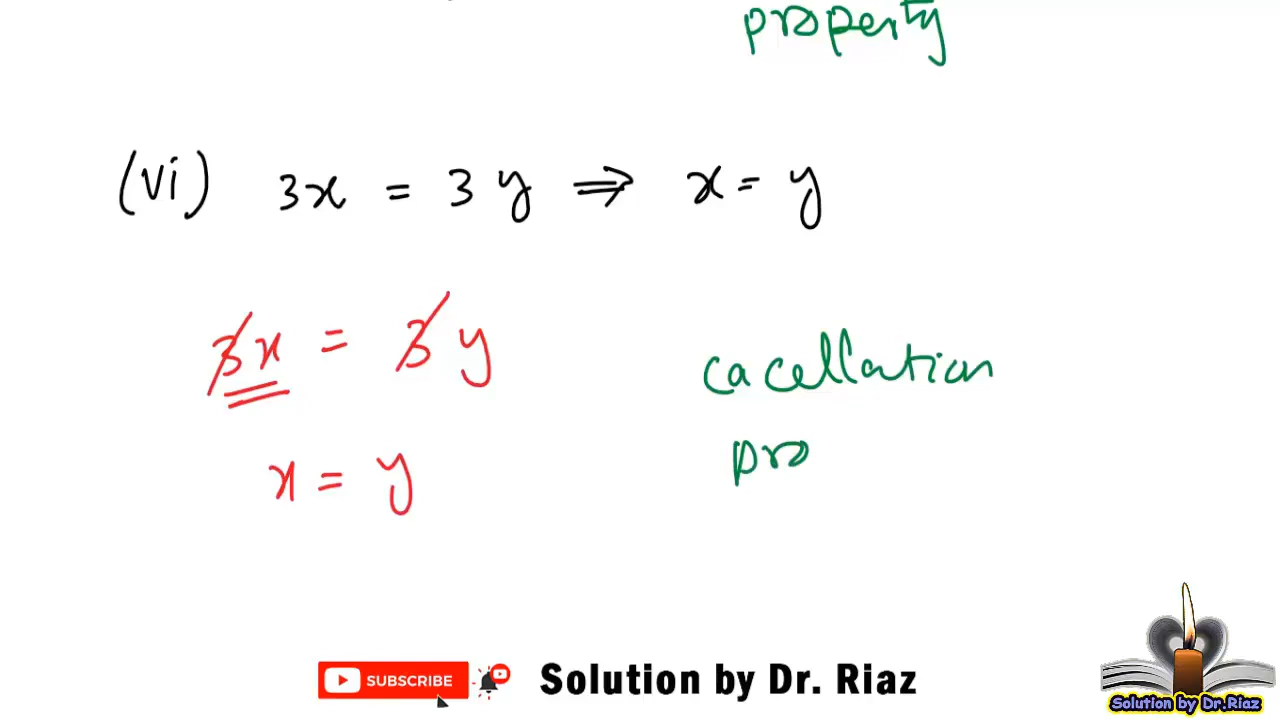 property
(vi) 3x = 3y ⇒ x = y
3x = 3y
cacellation
x = y
pro
SUBSCRIBE
Solution by Dr. Riaz
Solution by Dr.Riaz